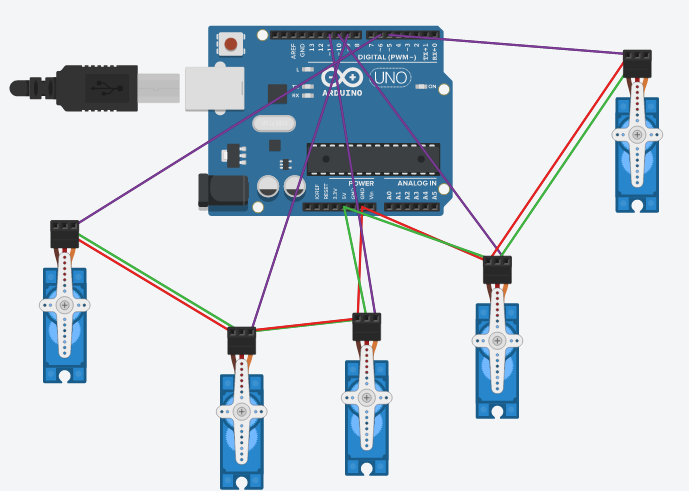 AREF
GND
13
12
~11
~10
~9
8
7
~6
~5
4
~3
2
TX→1
RX←0
DIGITAL (PWM~)
L
TX
RX
UNO
ARDUINO
ON
POWER
ANALOG IN
IOREF
RESET
3.3V
5V
GND
GND
Vin
A0
A1
A2
A3
A4
A5